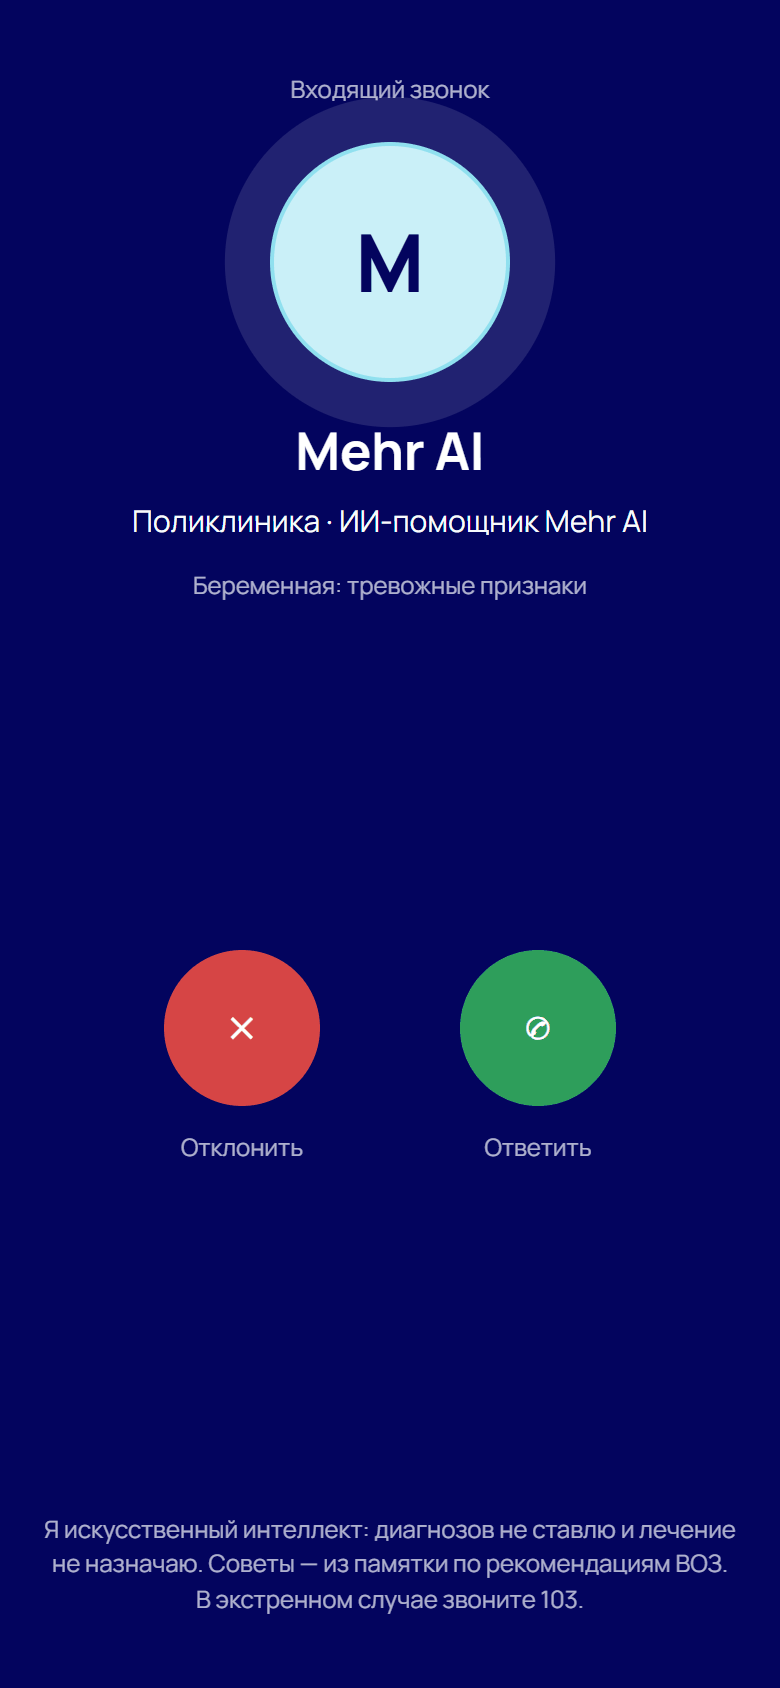 Входящий звонок
M
Mehr AI
Поликлиника · ИИ-помощник Mehr AI
Беременная: тревожные признаки
Отклонить
Ответить
Я искусственный интеллект: диагнозов не ставлю и лечение
не назначаю. Советы — из памятки по рекомендациям ВОЗ.
В экстренном случае звоните 103.